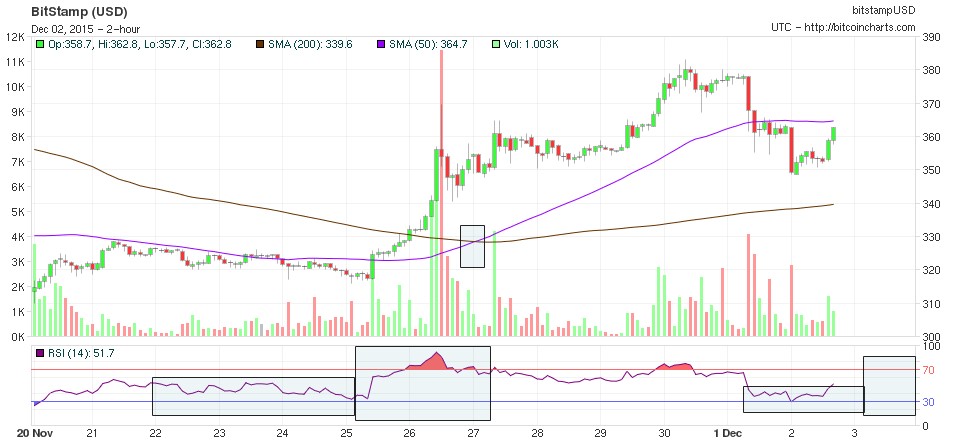 BitStamp (USD)
bitstampUSD
Dec 02, 2015 - 2-hour
UTC - http://bitcoincharts.com
Op:358.7, Hi:362.8, Lo:357.7, Cl:362.8
SMA (200): 339.6
SMA (50): 364.7
Vol: 1.003K
12K
11K
10K
9K
8K
7K
6K
5K
4K
3K
2K
1K
0K
390
380
370
360
350
340
330
320
310
300
RSI (14): 51.7
100
70
30
0
20 Nov
21
22
23
24
25
26
27
28
29
30
1 Dec
2
3